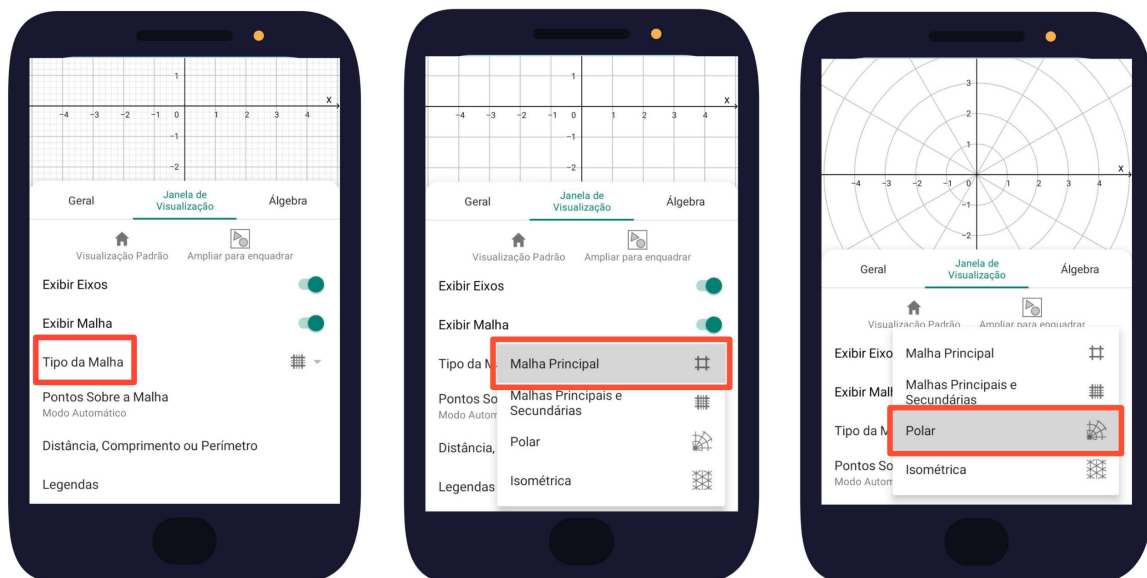 1
x
-4 -3 -2 -1 0 1 2 3 4
-1
-2
Geral
Janela de
Visualização
Álgebra
Visualização Padrão
Ampliar para enquadrar
Exibir Eixos
Exibir Malha
Tipo da Malha
Pontos Sobre a Malha
Modo Automático
Distância, Comprimento ou Perímetro
Legendas
1
x
-4 -3 -2 -1 0 1 2 3 4
-1
-2
Geral
Janela de
Visualização
Álgebra
Visualização Padrão
Ampliar para enquadrar
Exibir Eixos
Exibir Malha
Tipo da M
Malha Principal
Pontos So
Modo Autom
Malhas Principais e
Secundárias
Distância,
Polar
Legendas
Isométrica
3
2
1
x
-4 -3 -2 -1 0 1 2 3 4
-1
-2
Geral
Janela de
Visualização
Álgebra
Visualização Padrão
Ampliar para enquadrar
Exibir Eixo
Malha Principal
Exibir Mall
Malhas Principais e
Secundárias
Tipo da M
Polar
Pontos So
Modo Autom
Isométrica